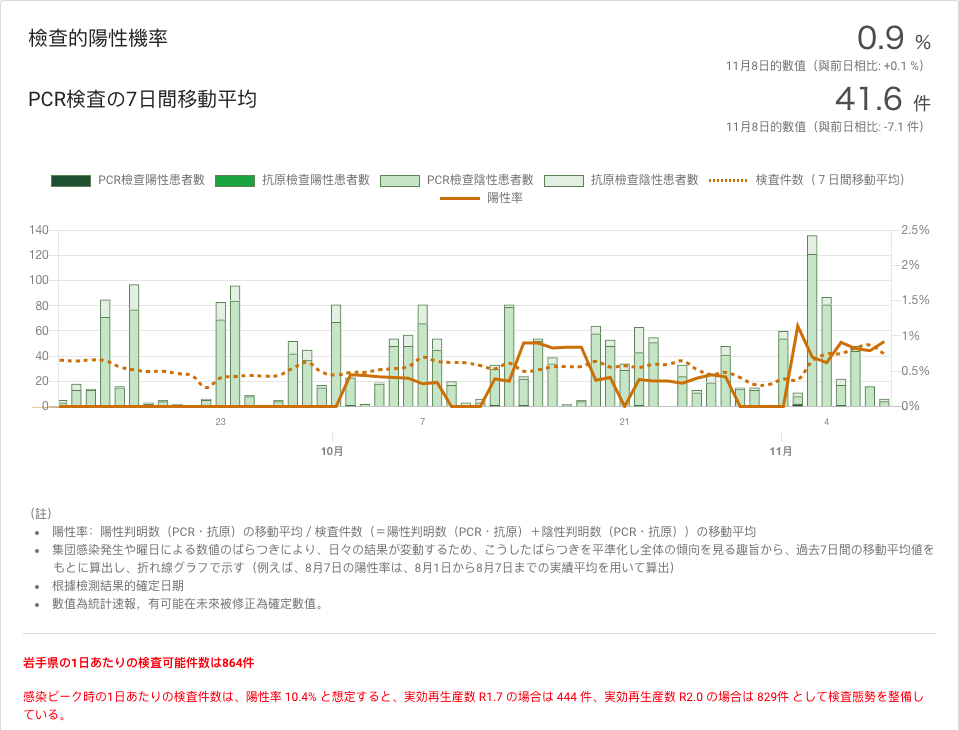 檢查的陽性機率
0.9 %
11月8日的數值（與前日相比: +0.1 %）
PCR検査の7日間移動平均
41.6 件
11月8日的數值（與前日相比: -7.1 件）
PCR檢查陽性患者數 抗原檢查陽性患者數 PCR檢查陰性患者數 抗原檢查陰性患者數 検査件数（７日間移動平均）
陽性率
140 2.5%
120
2%
100
1.5%
80
60 1%
40
0.5%
20
0 0%
23 7 21 4
10月 11月
（註）
陽性率：陽性判明数（PCR・抗原）の移動平均 / 検査件数（＝陽性判明数（PCR・抗原）＋陰性判明数（PCR・抗原））の移動平均
集団感染発生や曜日による数値のばらつきにより、日々の結果が変動するため、こうしたばらつきを平準化し全体の傾向を見る趣旨から、過去7日間の移動平均値を
もとに算出し、折れ線グラフで示す（例えば、8月7日の陽性率は、8月1日から8月7日までの実績平均を用いて算出）
根據檢測結果的確定日期
數值為統計速報，有可能在未來被修正為確定數值。
岩手県の1日あたりの検査可能件数は864件
感染ピーク時の1日あたりの検査件数は、陽性率 10.4% と想定すると、実効再生産数 R1.7 の場合は 444 件、実効再生産数 R2.0 の場合は 829件 として検査態勢を整備し
ている。